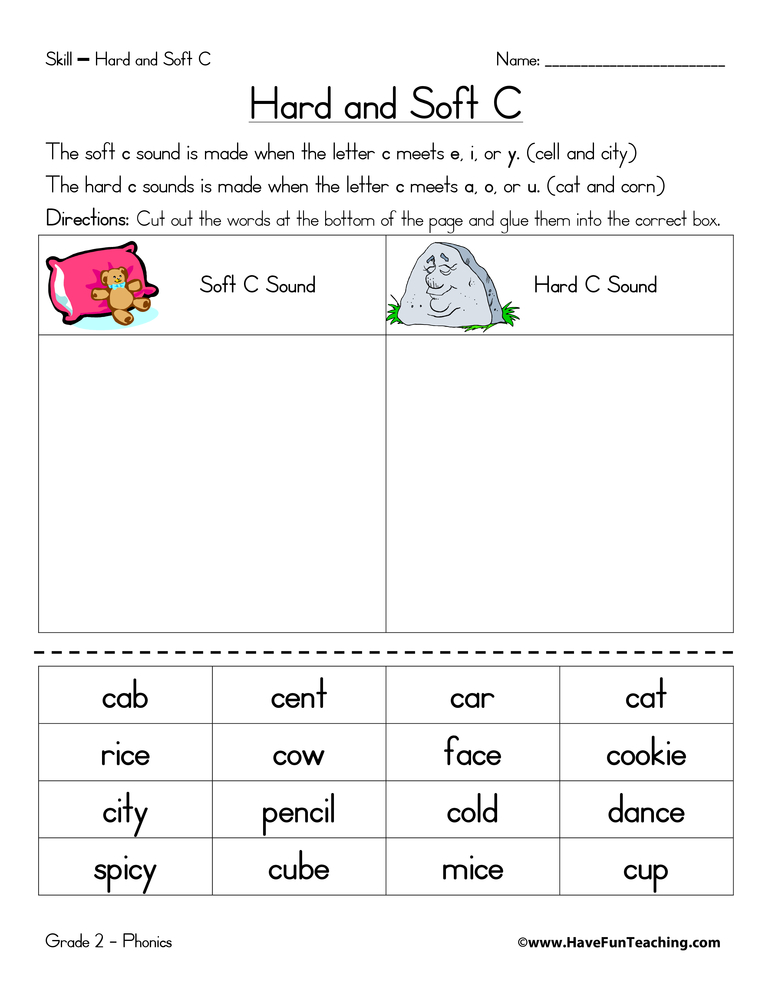 Skill – Hard and Soft C Name: _________________________
Hard and Soft C
The soft c sound is made when the letter c meets e, i, or y. (cell and city)
The hard c sounds is made when the letter c meets a, o, or u. (cat and corn)
Directions: Cut out the words at the bottom of the page and glue them into the correct box.
Soft C Sound Hard C Sound
cab cent car cat
rice cow face cookie
city pencil cold dance
spicy cube mice cup
Grade 2 - Phonics ©www.HaveFunTeaching.com